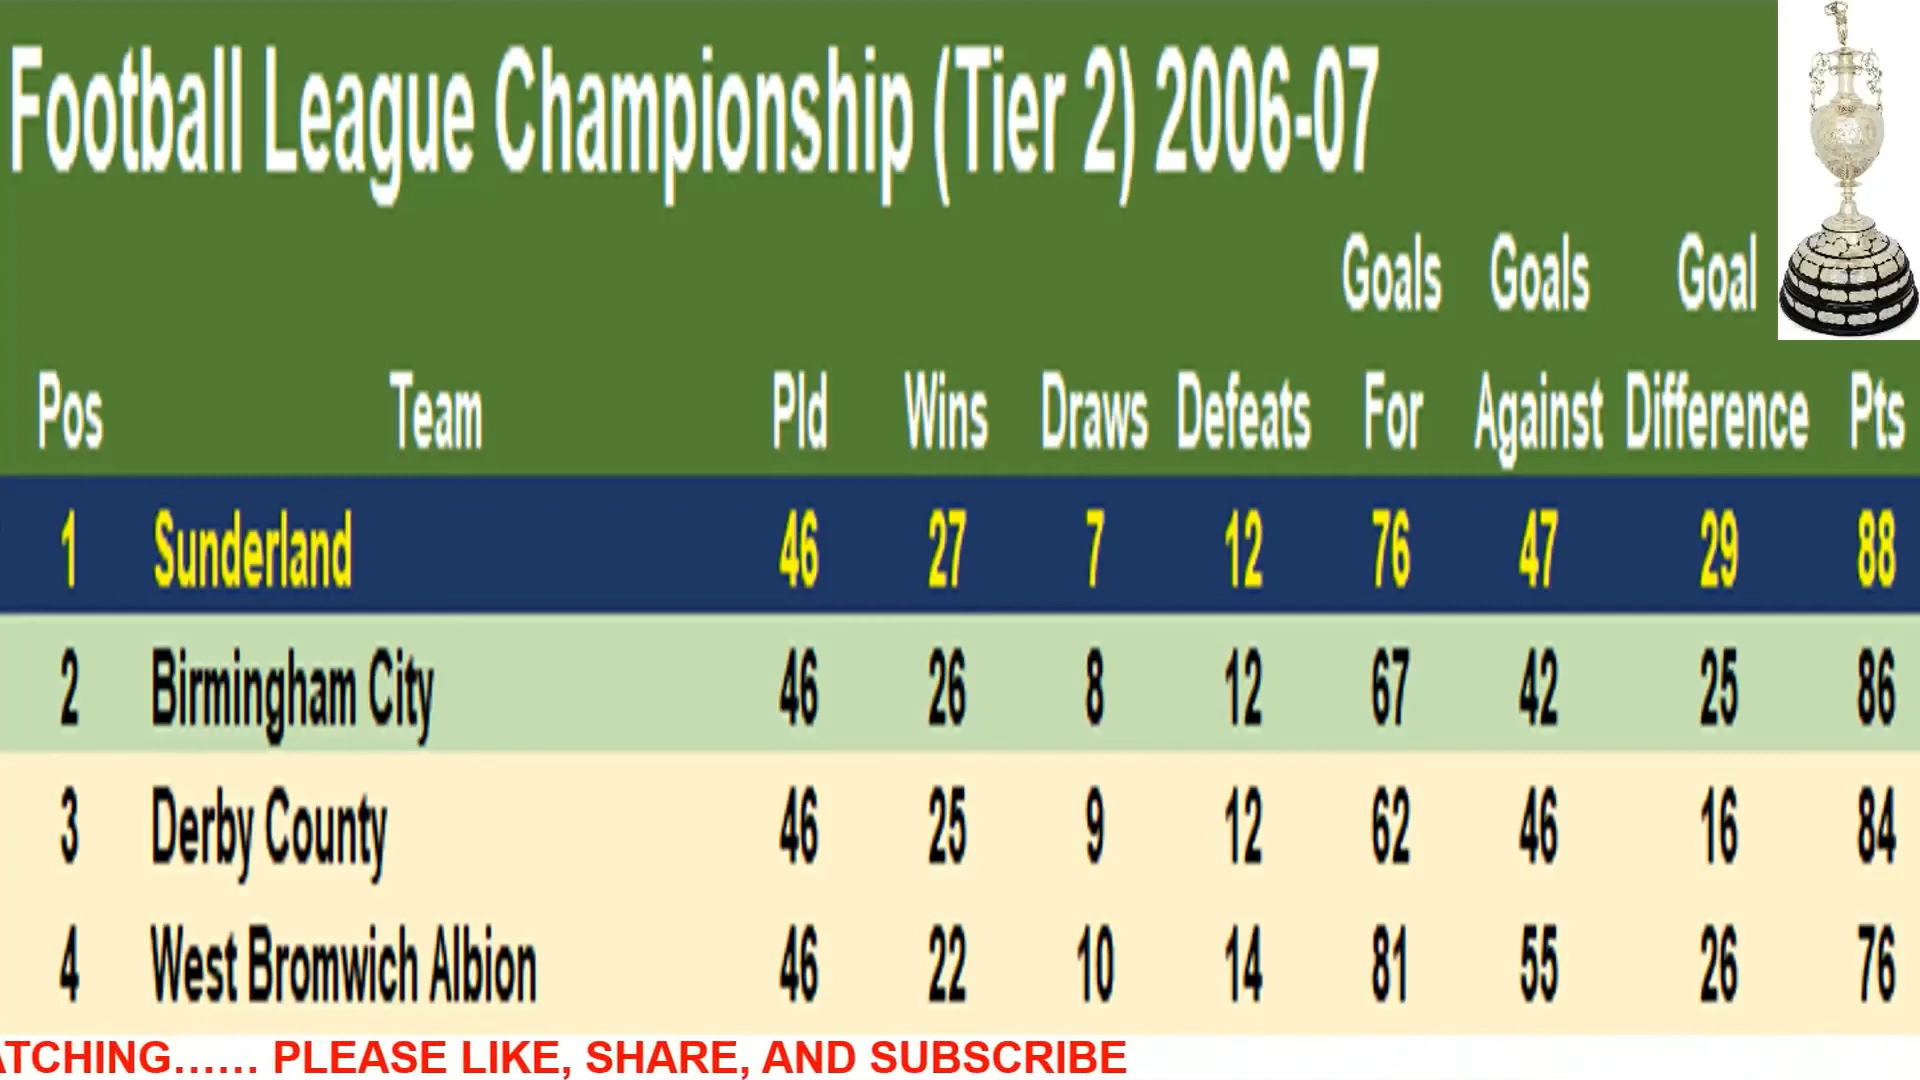 Football League Championship (Tier 2) 2006-07
Goals Goals Goal
Pos Team Pld Wins Draws Defeats For Against Difference Pts
1 Sunderland 46 27 7 12 76 47 29 88
2 Birmingham City 46 26 8 12 67 42 25 86
3 Derby County 46 25 9 12 62 46 16 84
4 West Bromwich Albion 46 22 10 14 81 55 26 76
ATCHING...... PLEASE LIKE, SHARE, AND SUBSCRIBE